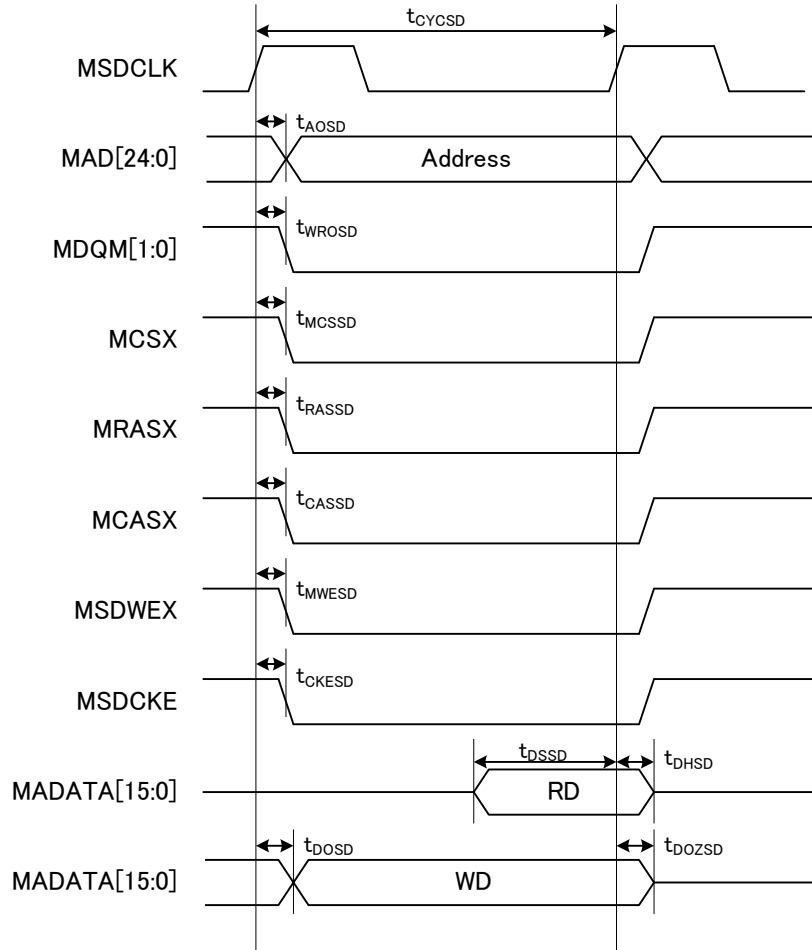 tCYCSD
MSDCLK
tAOSD
MAD[24:0]
Address
tWROSD
MDQM[1:0]
tMCSSD
MCSX
tRASSD
MRASX
tCASSD
MCASX
tMWESD
MSDWEX
tCKESD
MSDCKE
tDSSD
tDHSD
MADATA[15:0]
RD
tDOSD
tDOZSD
MADATA[15:0]
WD